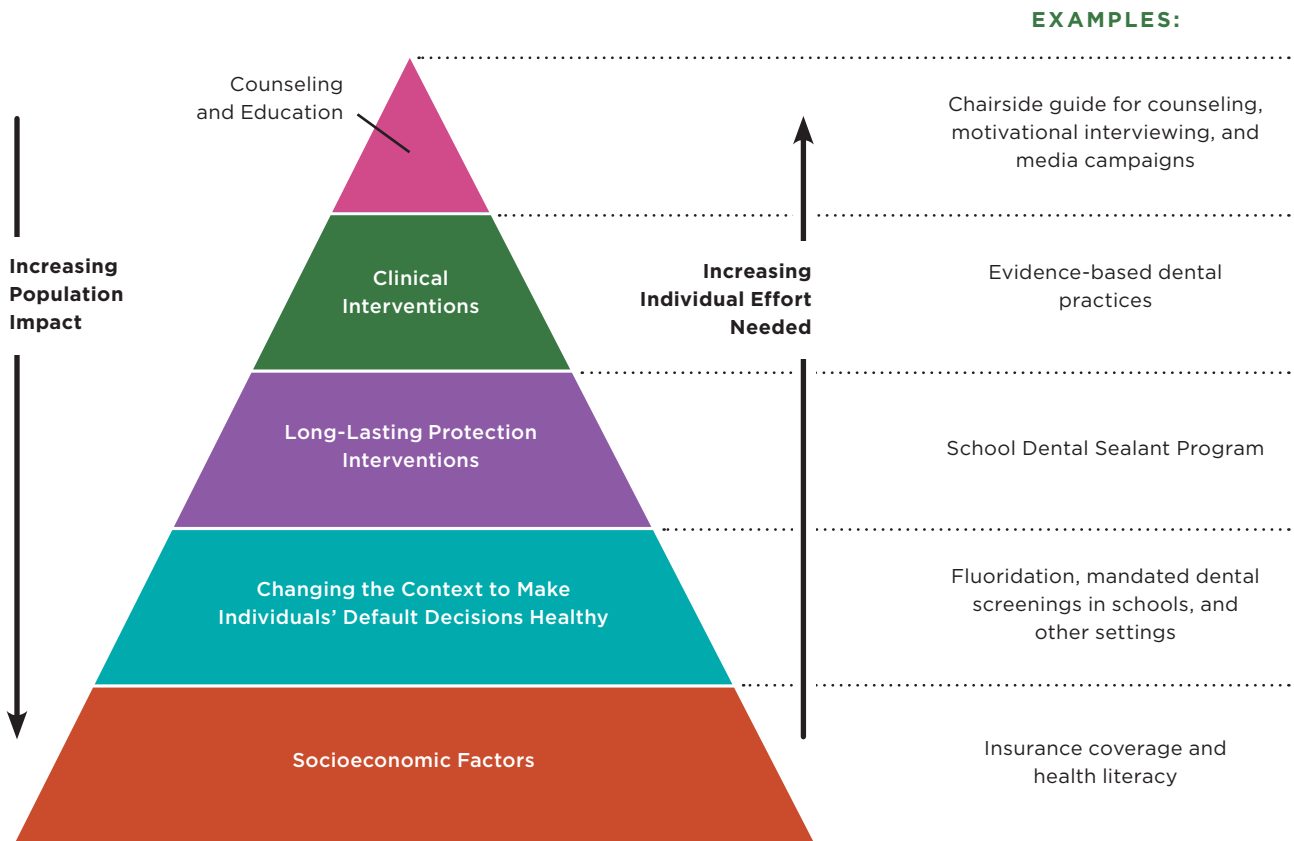 EXAMPLES:
Counseling
and Education
Chairside guide for counseling,
motivational interviewing, and
media campaigns
Increasing
Population
Impact
Clinical
Interventions
Increasing
Individual Effort
Needed
Evidence-based dental
practices
Long-Lasting Protection
Interventions
School Dental Sealant Program
Changing the Context to Make
Individuals’ Default Decisions Healthy
Fluoridation, mandated dental
screenings in schools, and
other settings
Socioeconomic Factors
Insurance coverage and
health literacy